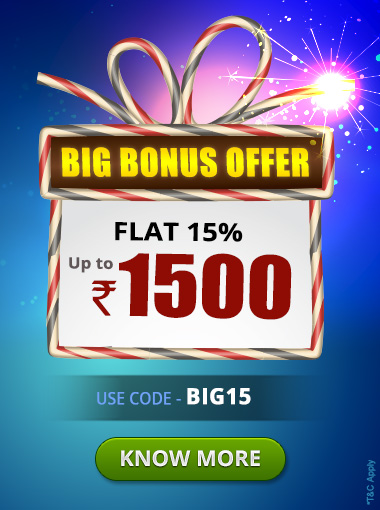 BIG BONUS OFFER*
FLAT 15%
Up to
₹1500
USE CODE - BIG15
KNOW MORE
*T&C Apply